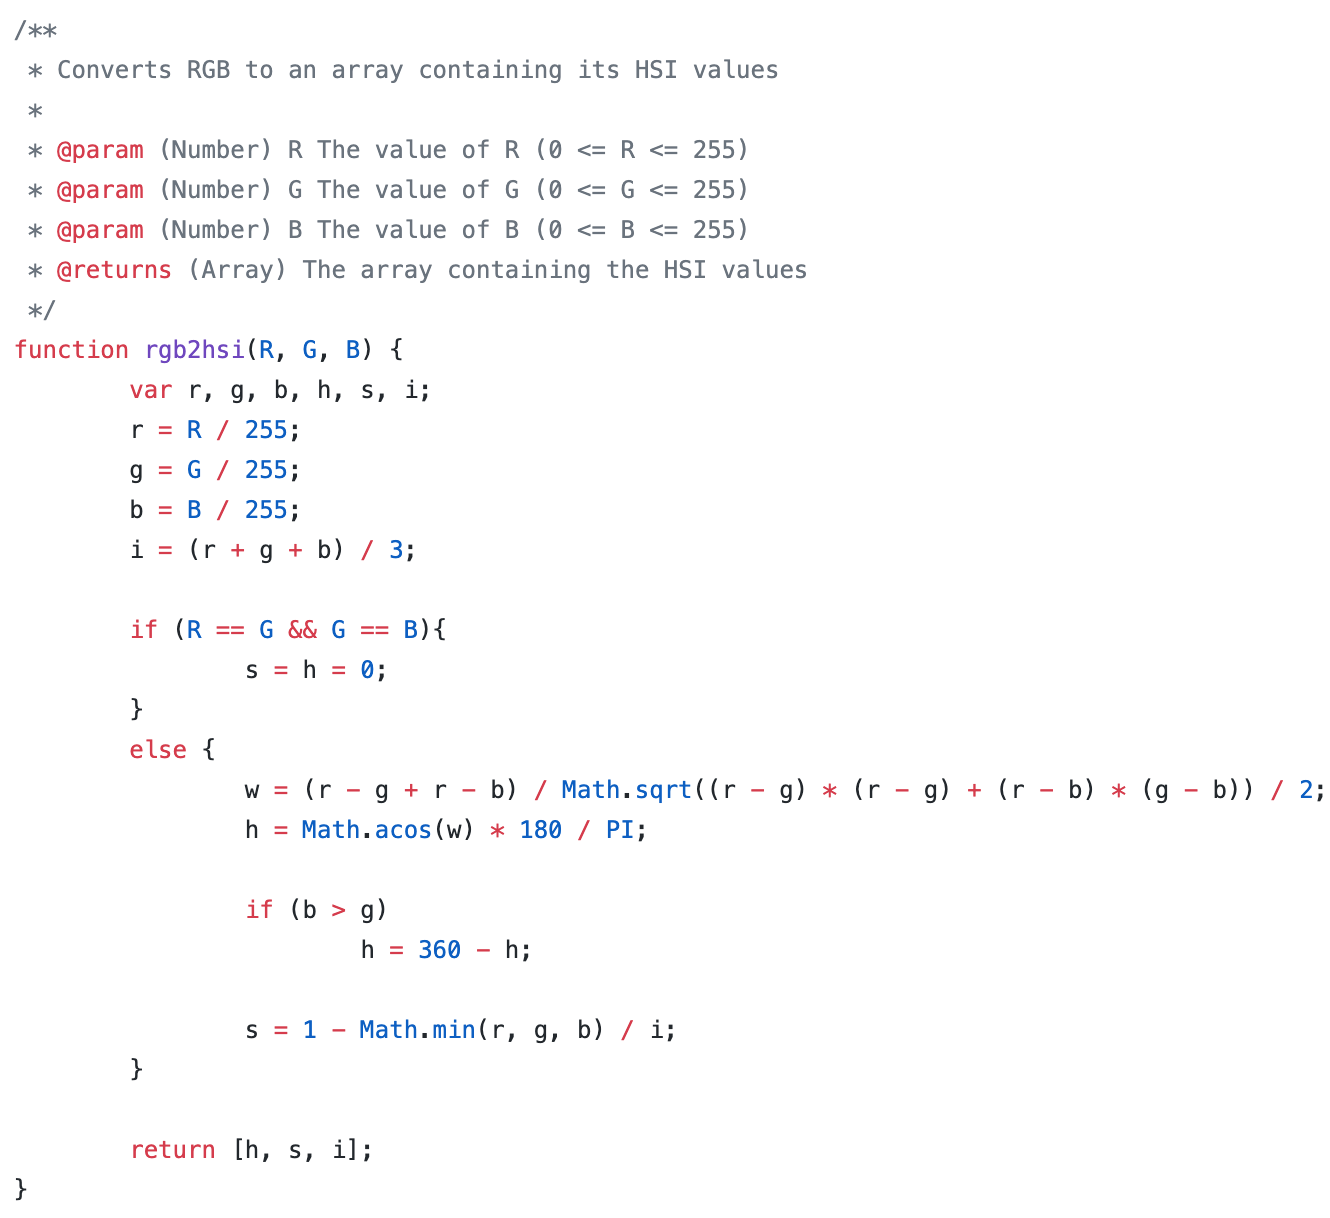 /**
 * Converts RGB to an array containing its HSI values
 *
 * @param (Number) R The value of R (0 <= R <= 255)
 * @param (Number) G The value of G (0 <= G <= 255)
 * @param (Number) B The value of B (0 <= B <= 255)
 * @returns (Array) The array containing the HSI values
 */
function rgb2hsi(R, G, B) {
        var r, g, b, h, s, i;
        r = R / 255;
        g = G / 255;
        b = B / 255;
        i = (r + g + b) / 3;

        if (R == G && G == B){
                s = h = 0;
        }
        else {
                w = (r - g + r - b) / Math.sqrt((r - g) * (r - g) + (r - b) * (g - b)) / 2;
                h = Math.acos(w) * 180 / PI;

                if (b > g)
                        h = 360 - h;

                s = 1 - Math.min(r, g, b) / i;
        }

        return [h, s, i];
}